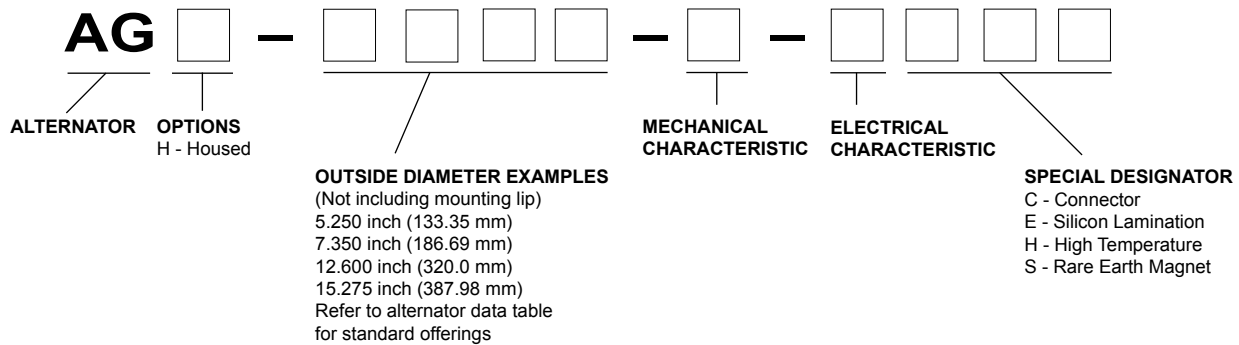 AG — — —
ALTERNATOR
OPTIONS
H - Housed
OUTSIDE DIAMETER EXAMPLES
(Not including mounting lip)
5.250 inch (133.35 mm)
7.350 inch (186.69 mm)
12.600 inch (320.0 mm)
15.275 inch (387.98 mm)
Refer to alternator data table
for standard offerings
MECHANICAL
CHARACTERISTIC
ELECTRICAL
CHARACTERISTIC
SPECIAL DESIGNATOR
C - Connector
E - Silicon Lamination
H - High Temperature
S - Rare Earth Magnet